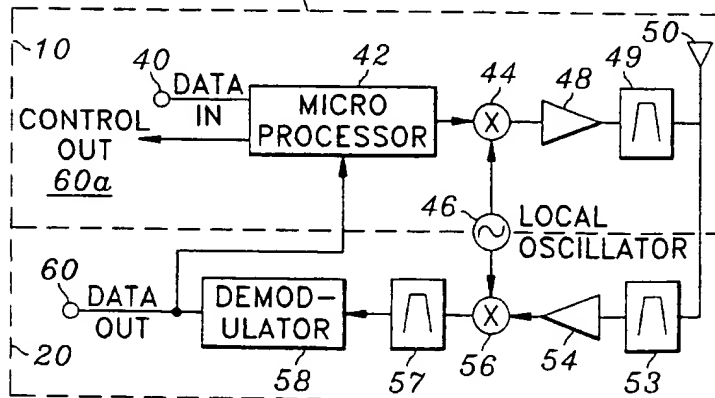 50
10
40
42
44
48
49
DATA
IN
MICRO
PROCESSOR
X
CONTROL
OUT
60a
46
LOCAL
OSCILLATOR
60
DATA
OUT
DEMOD-
ULATOR
X
20
58
57
56
54
53